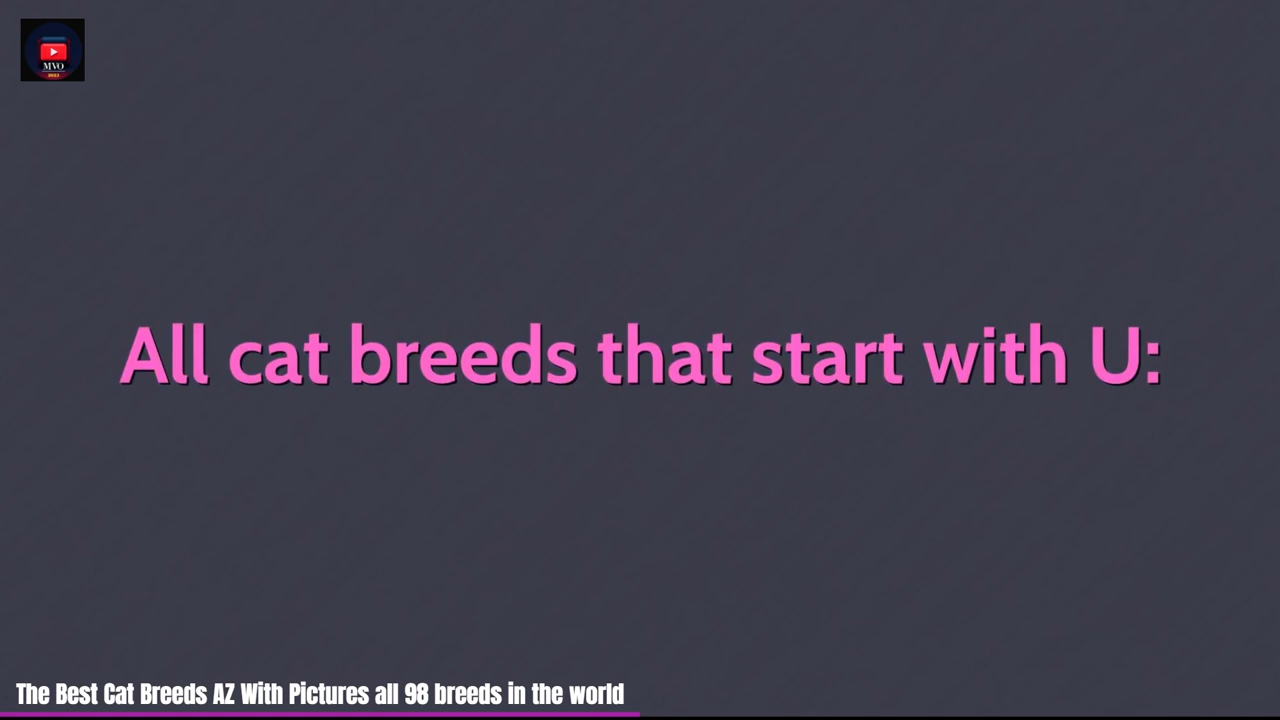 MVO
All cat breeds that start with U:
The Best Cat Breeds AZ With Pictures all 98 breeds in the world